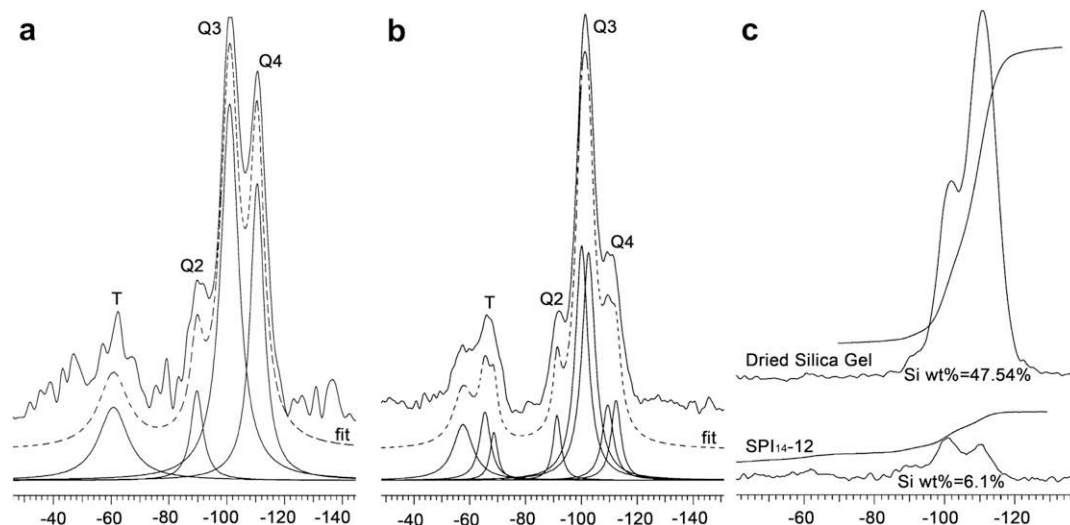 a
Q3
Q4
Q2
T
fit
-40 -60 -80 -100 -120 -140
b
Q3
Q4
Q2
T
fit
-40 -60 -80 -100 -120 -140
c
Dried Silica Gel
Si wt%=47.54%
SPI14-12
Si wt%=6.1%
-60 -80 -100 -120